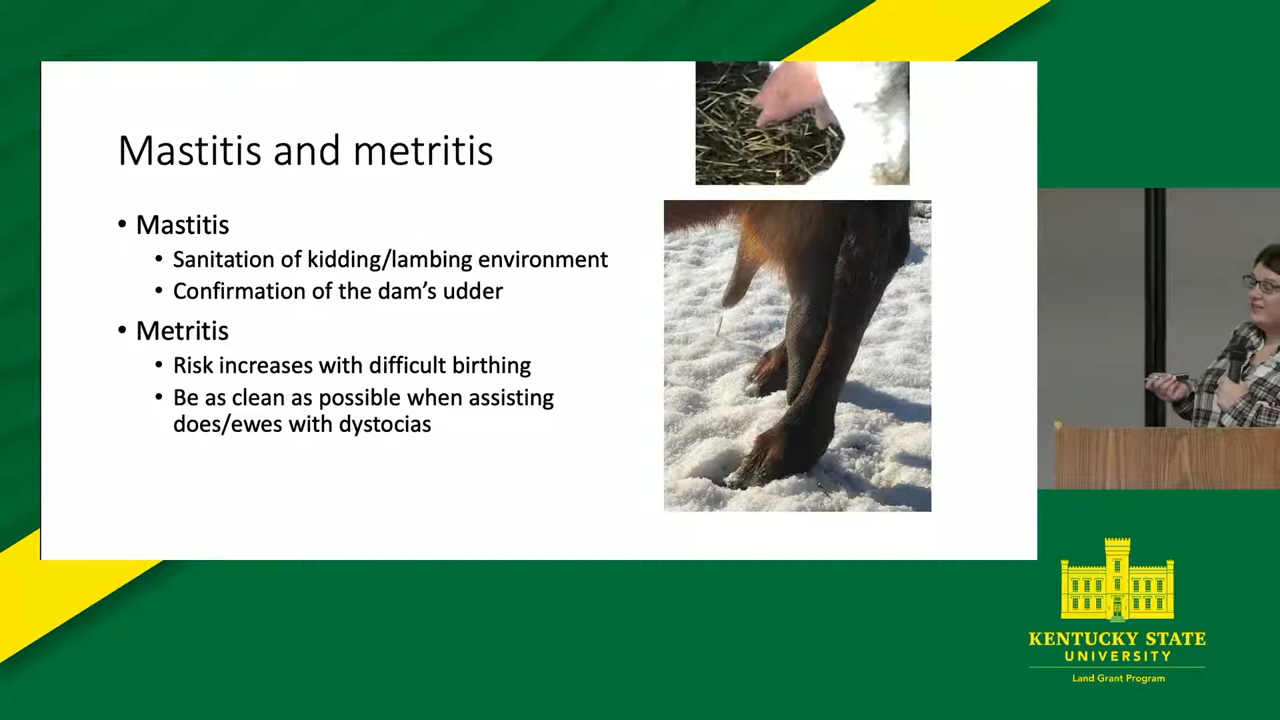 Mastitis and metritis
• Mastitis
• Sanitation of kidding/lambing environment
• Confirmation of the dam's udder
• Metritis
• Risk increases with difficult birthing
• Be as clean as possible when assisting
does/ewes with dystocias
KENTUCKY STATE
UNIVERSITY
Land Grant Program